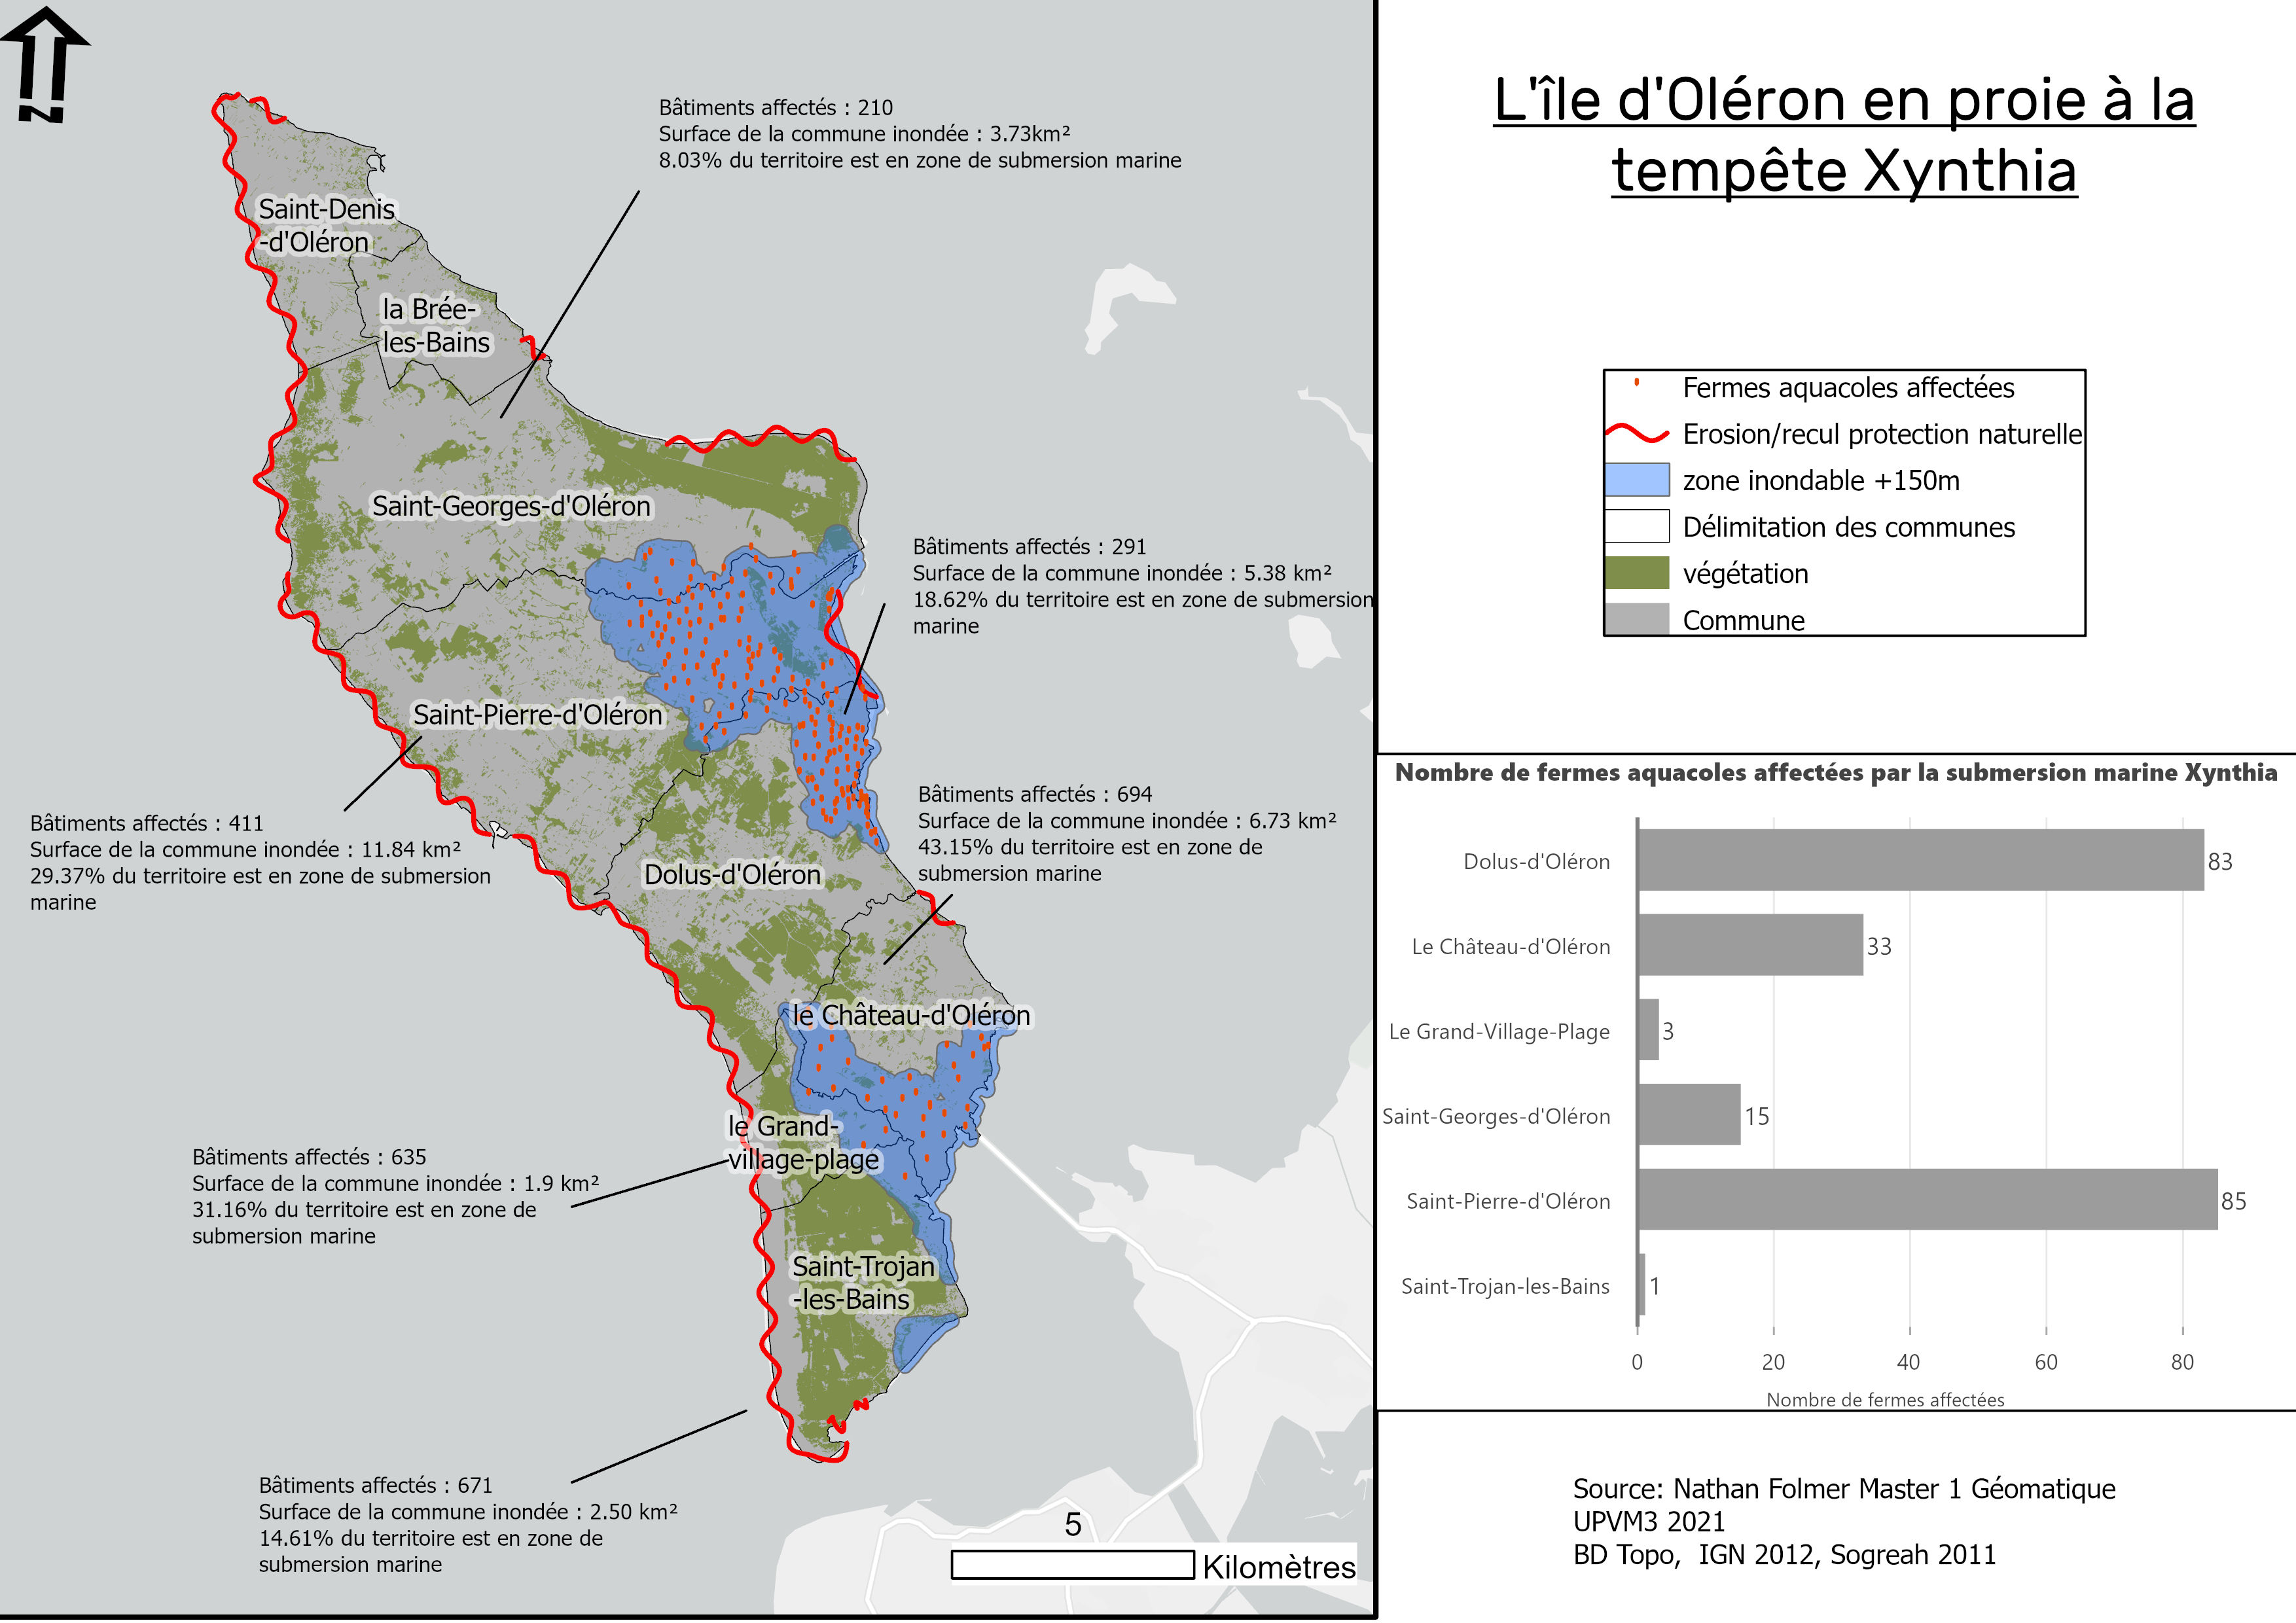 N
L'île d'Oléron en proie à la
tempête Xynthia
Bâtiments affectés : 210
Surface de la commune inondée : 3.73km²
8.03% du territoire est en zone de submersion marine
Saint-Denis
-d'Oléron
la Brée-
les-Bains
Saint-Georges-d'Oléron
Bâtiments affectés : 291
Surface de la commune inondée : 5.38 km²
18.62% du territoire est en zone de submersion
marine
Saint-Pierre-d'Oléron
Bâtiments affectés : 411
Surface de la commune inondée : 11.84 km²
29.37% du territoire est en zone de submersion
marine
Bâtiments affectés : 694
Surface de la commune inondée : 6.73 km²
43.15% du territoire est en zone de
submersion marine
Dolus-d'Oléron
le Château-d'Oléron
le Grand-
village-plage
Bâtiments affectés : 635
Surface de la commune inondée : 1.9 km²
31.16% du territoire est en zone de
submersion marine
Saint-Trojan
-les-Bains
Bâtiments affectés : 671
Surface de la commune inondée : 2.50 km²
14.61% du territoire est en zone de
submersion marine
5
Kilomètres
Fermes aquacoles affectées
Erosion/recul protection naturelle
zone inondable +150m
Délimitation des communes
végétation
Commune
Nombre de fermes aquacoles affectées par la submersion marine Xynthia
Dolus-d'Oléron 83
Le Château-d'Oléron 33
Le Grand-Village-Plage 3
Saint-Georges-d'Oléron 15
Saint-Pierre-d'Oléron 85
Saint-Trojan-les-Bains 1
0 20 40 60 80
Nombre de fermes affectées
Source: Nathan Folmer Master 1 Géomatique
UPVM3 2021
BD Topo, IGN 2012, Sogreah 2011